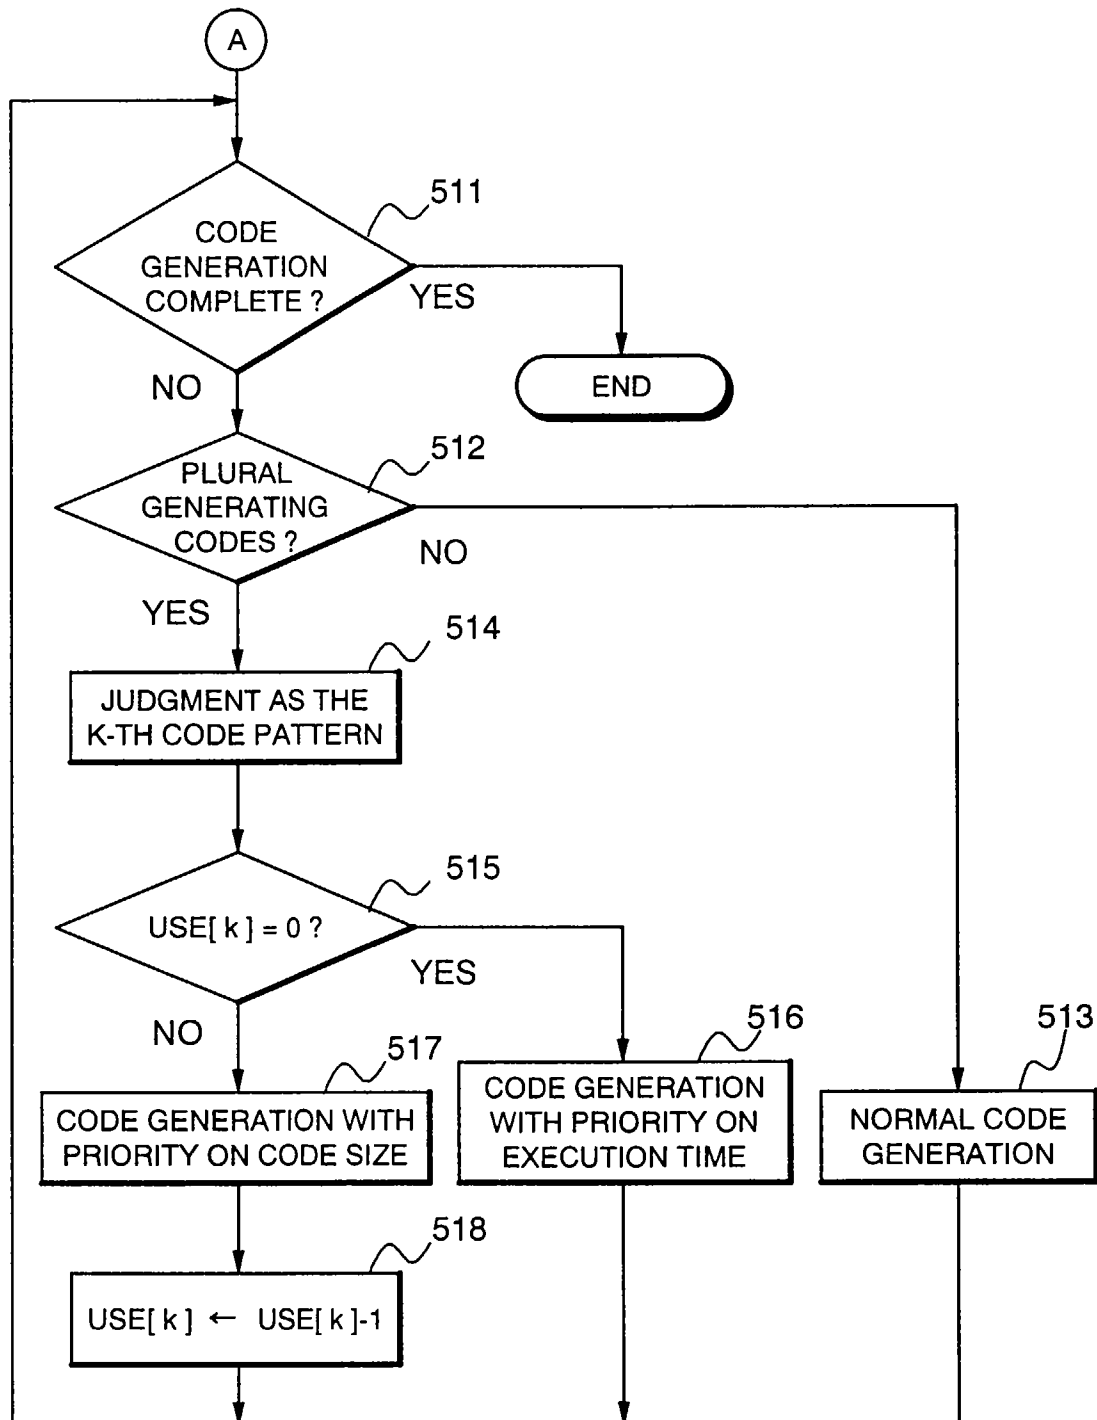 A
511
CODE
GENERATION
COMPLETE ?
YES
NO
END
512
PLURAL
GENERATING
CODES ?
NO
YES
514
JUDGMENT AS THE
K-TH CODE PATTERN
515
USE[ k ] = 0 ?
YES
NO
517
CODE GENERATION WITH
PRIORITY ON CODE SIZE
516
CODE GENERATION
WITH PRIORITY ON
EXECUTION TIME
513
NORMAL CODE
GENERATION
518
USE[ k ] ← USE[ k ]-1